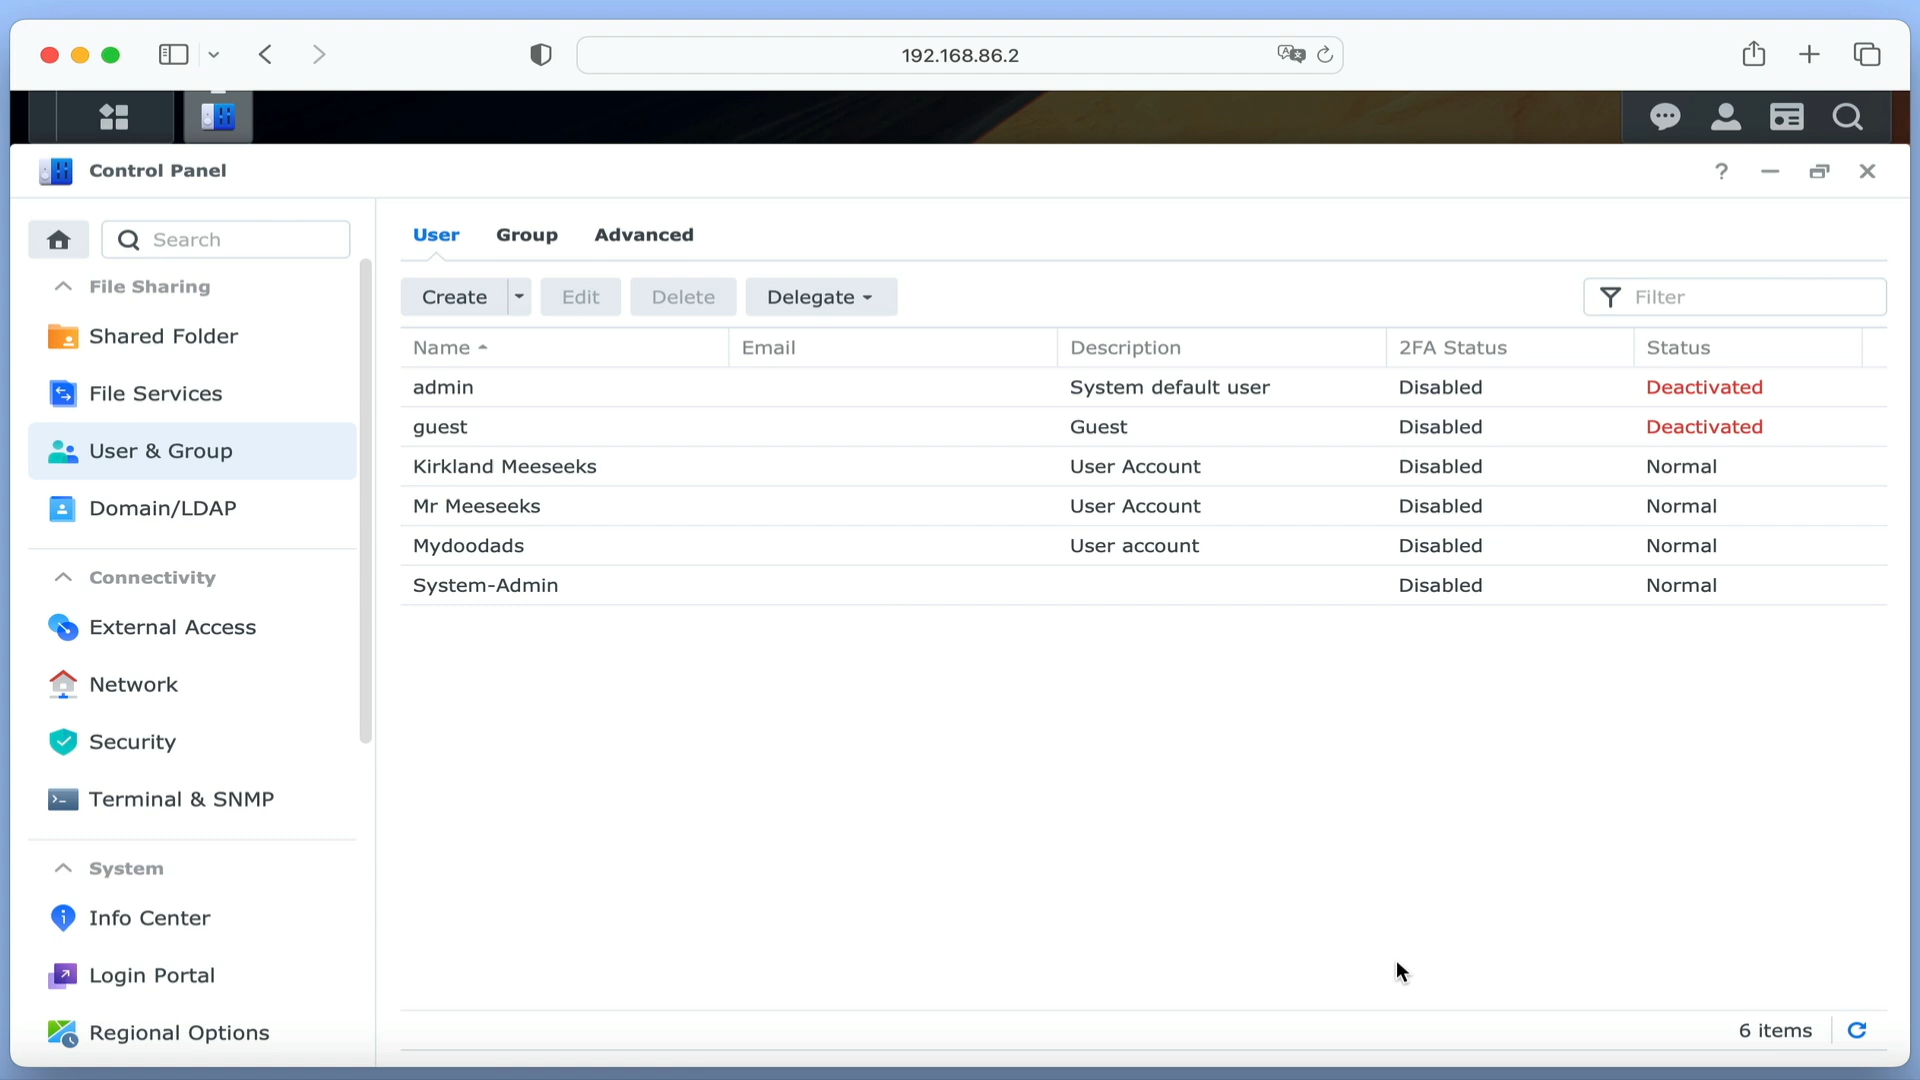 192.168.86.2
Control Panel
?
Search
File Sharing
Shared Folder
File Services
User & Group
Domain/LDAP
Connectivity
External Access
Network
Security
Terminal & SNMP
System
Info Center
Login Portal
Regional Options
User Group Advanced
Create Edit Delete Delegate
Filter
Name Email Description 2FA Status Status
admin System default user Disabled Deactivated
guest Guest Disabled Deactivated
Kirkland Meeseeks User Account Disabled Normal
Mr Meeseeks User Account Disabled Normal
Mydoodads User account Disabled Normal
System-Admin Disabled Normal
6 items